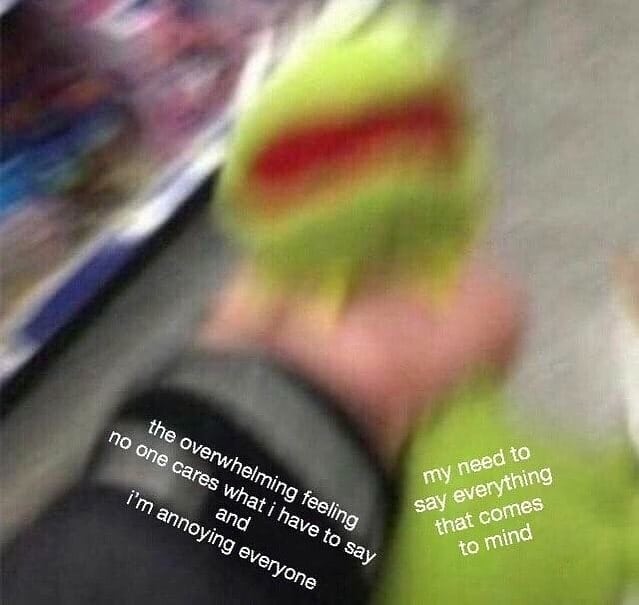 the overwhelming feeling
no one cares what i have to say
and
i'm annoying everyone
my need to
say everything
that comes
to mind